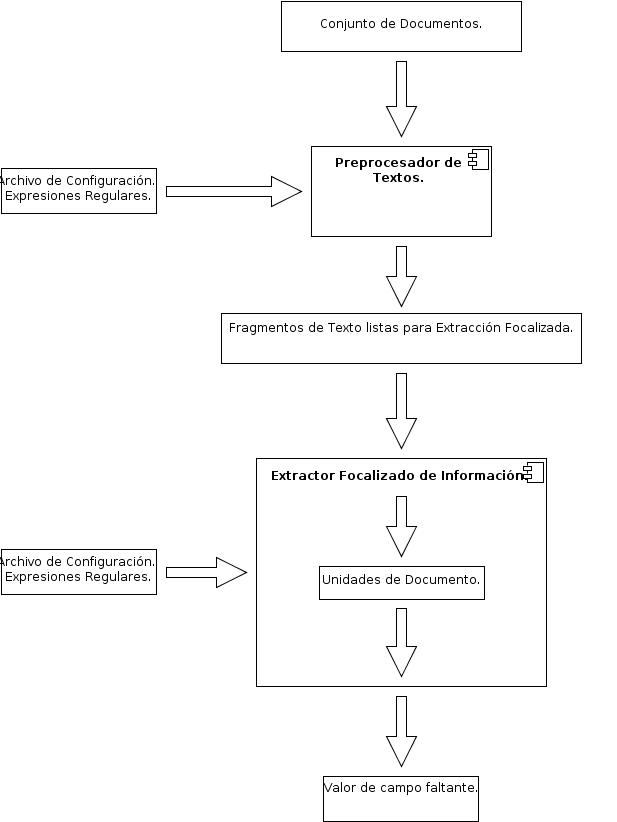 Conjunto de Documentos.
Preprocesador de
Textos.
Archivo de Configuración.
Expresiones Regulares.
Fragmentos de Texto listas para Extracción Focalizada.
Extractor Focalizado de Información.
Archivo de Configuración.
Expresiones Regulares.
Unidades de Documento.
Valor de campo faltante.